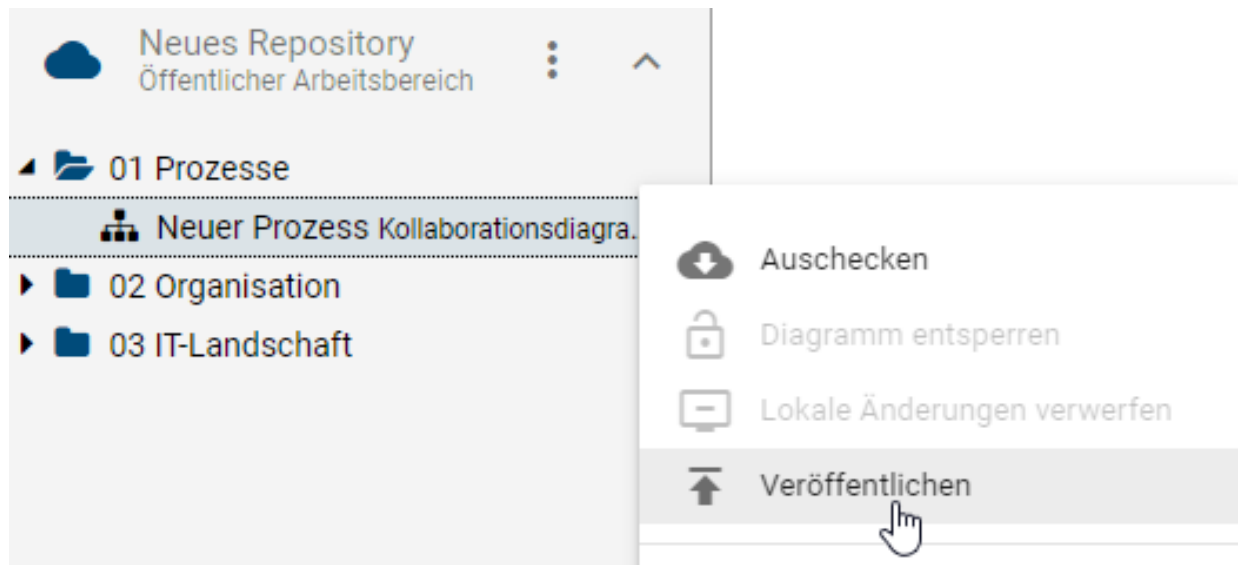 Neues Repository
Öffentlicher Arbeitsbereich
01 Prozesse
Neuer Prozess Kollaborationsdiagra..
02 Organisation
03 IT-Landschaft
Auschecken
Diagramm entsperren
Lokale Änderungen verwerfen
Veröffentlichen